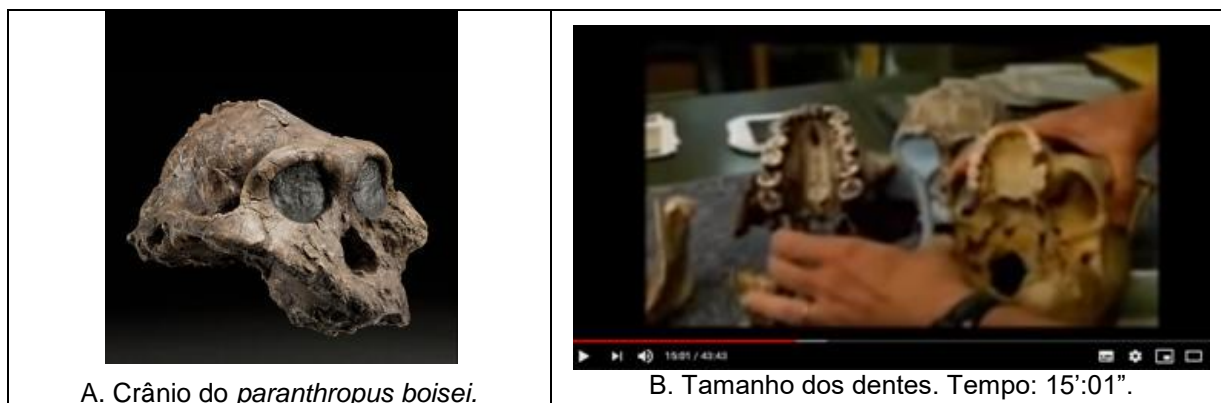 15:01 / 43:43
A. Crânio do paranthropus boisei.
B. Tamanho dos dentes. Tempo: 15’:01”.